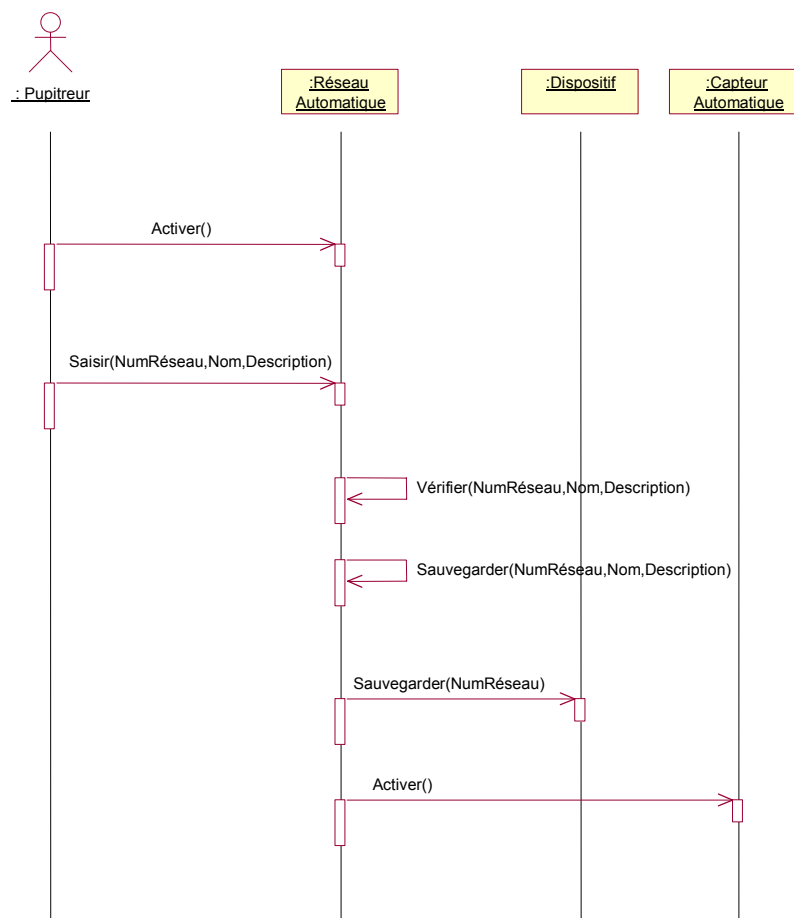 : Pupitreur
:Réseau
Automatique
:Dispositif
:Capteur
Automatique
Activer()
Saisir(NumRéseau,Nom,Description)
Vérifier(NumRéseau,Nom,Description)
Sauvegarder(NumRéseau,Nom,Description)
Sauvegarder(NumRéseau)
Activer()